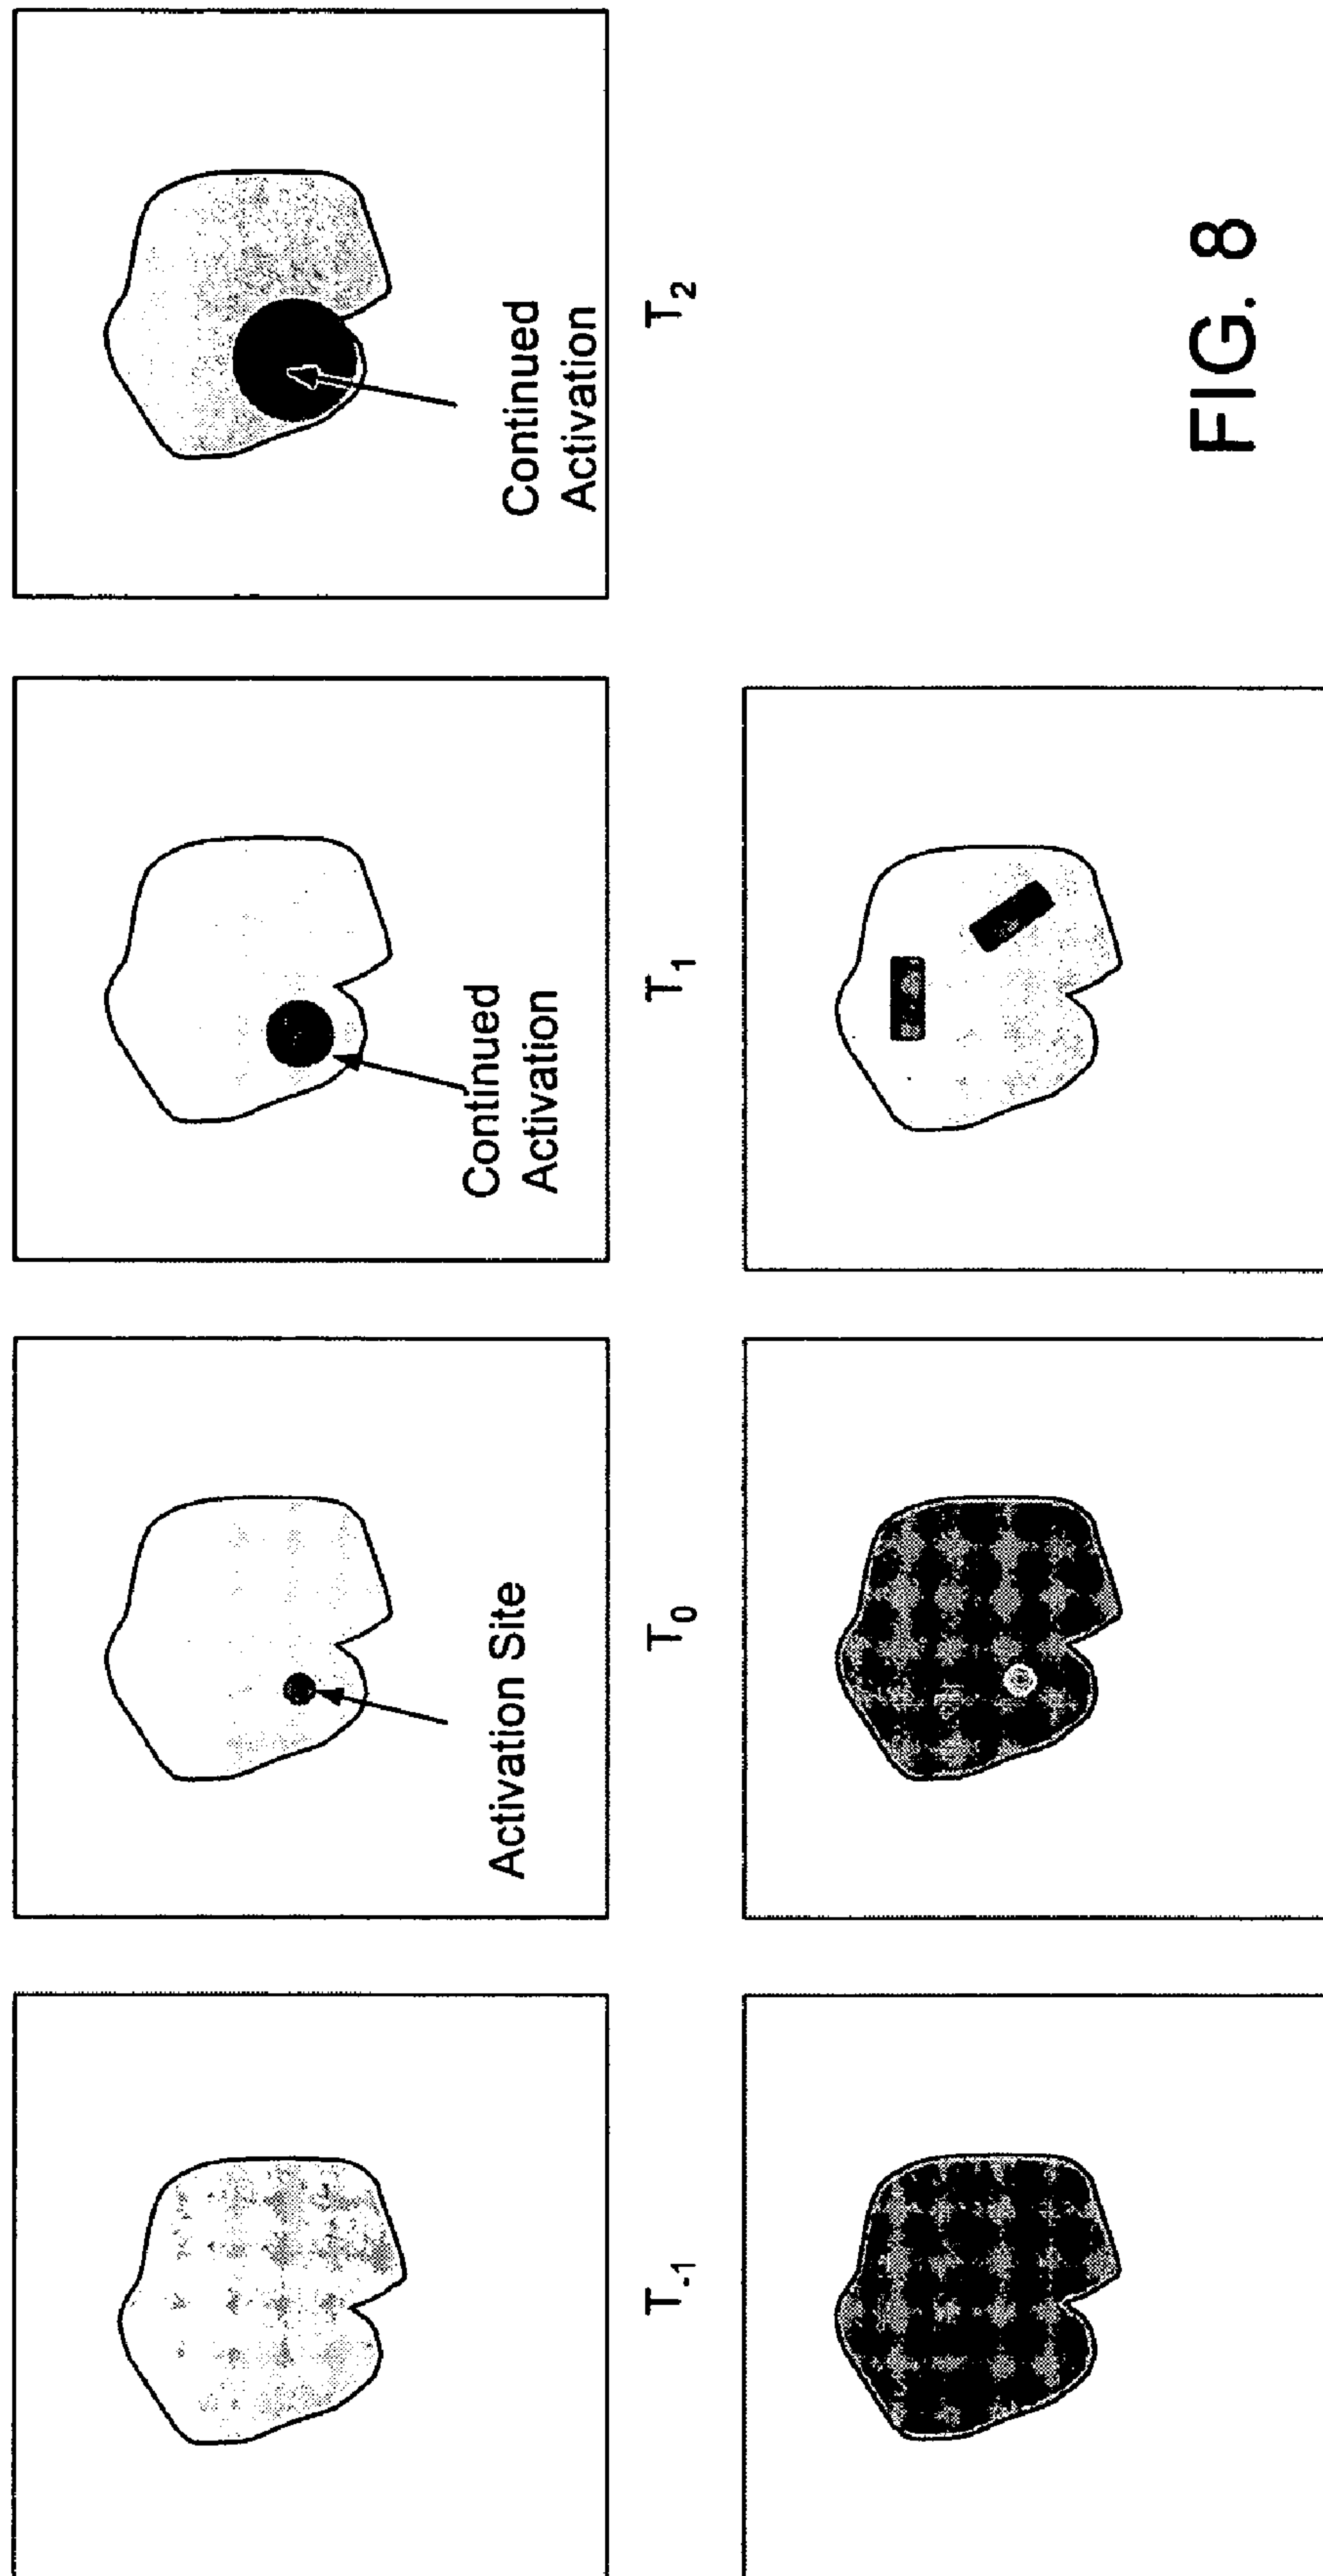 Activation Site
Continued
Activation
Continued
Activation
T-1
T0
T1
T2
FIG. 8